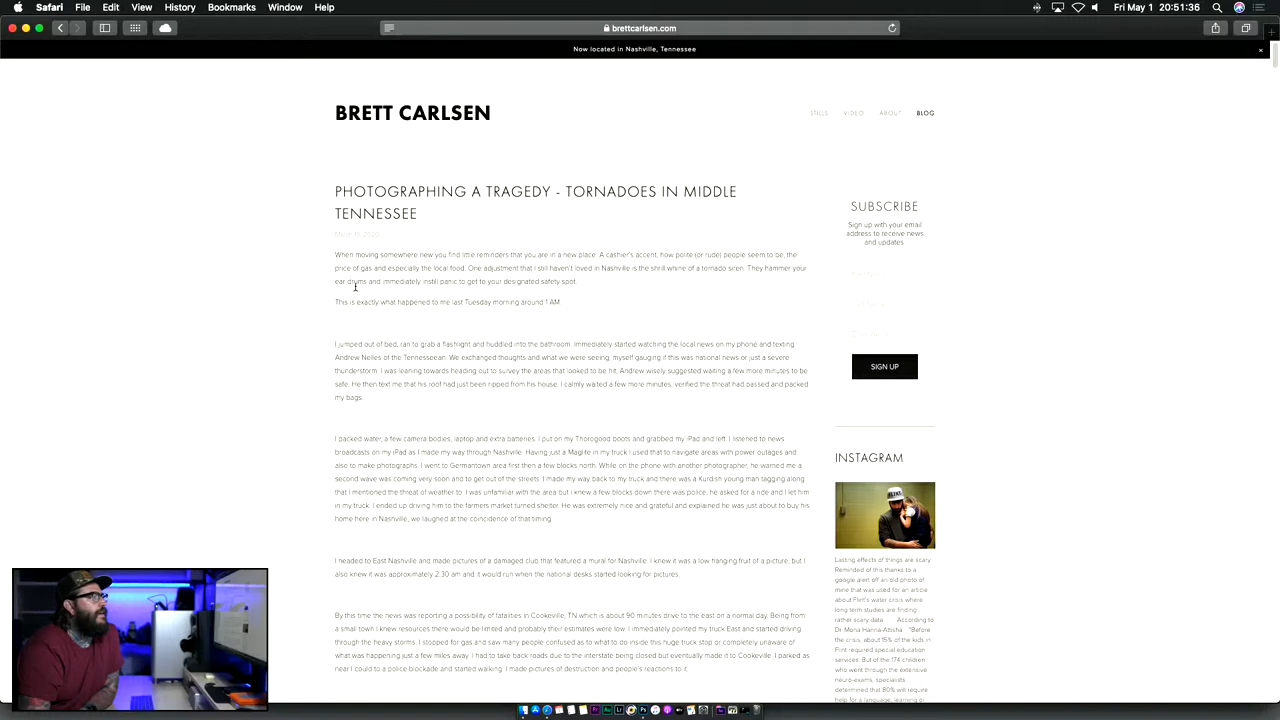 Safari File Edit View History Bookmarks Window Help
Fri May 1 20:51:36
brettcarlsen.com
Now located in Nashville, Tennessee
BRETT CARLSEN
STILLS VIDEO ABOUT BLOG
PHOTOGRAPHING A TRAGEDY - TORNADOES IN MIDDLE
TENNESSEE
When moving somewhere new you find little reminders that you are in a new place. A cashier's accent, how polite (or rude) people seem to be, the
price of gas and especially the local food. One adjustment that I still haven't loved in Nashville is the shrill whine of a tornado siren. They hammer your
ear drums and immediately instill panic to get to your designated safety spot.
This is exactly what happened to me last Tuesday morning around 1 AM
I jumped out of bed, ran to grab a flashlight and huddled into the bathroom. Immediately started watching the local news on my phone and texting
Andrew Nelles of the Tennessean. We exchanged thoughts and what we were seeing, myself gauging if this was national news or just a severe
thunderstorm. I was leaning towards heading out to survey the areas that looked to be hit, Andrew wisely suggested waiting a few more minutes to be
safe. He then text me that his roof had just been ripped from his house. I calmly waited a few more minutes, verified the threat had passed and packed
my bags.
I packed water, a few camera bodies, laptop and extra batteries. I put on my Thorogood boots and grabbed my iPad and left. I listened to news
broadcasts on my iPad as I made my way through Nashville. Having just a Maglite in my truck I used that to navigate areas with power outages and
also to make photographs. I went to Germantown area first then a few blocks north. While on the phone with another photographer, he warned me a
second wave was coming very soon and to get out of the streets. I made my way back to my truck and there was a Kurdish young man tagging along
that I mentioned the threat of weather to. I was unfamiliar with the area but I knew a few blocks down there was police, he asked for a ride and I let him
in my truck. I ended up driving him to the farmers market turned shelter. He was extremely nice and grateful and explained he was just about to buy his
home here in Nashville, we laughed at the coincidence of that timing.
I headed to East Nashville and made pictures of a damaged club that featured a mural for Nashville. I knew it was a low hanging fruit of a picture, but I
also knew it was approximately 2:30 am and it would run when the national desks started looking for pictures.
By this time the news was reporting a possibility of fatalities in Cookeville, TN which is about 90 minutes drive to the east on a normal day. Being from
a small town I knew resources there would be limited and probably their estimates were low. I immediately pointed my truck East and started driving
through the heavy storms. I stopped for gas and saw many people confused as to what to do inside this huge truck stop or completely unaware of
what was happening just a few miles away. I had to take back roads due to the interstate being closed but eventually made it to Cookeville. I parked as
near I could to a police blockade and started walking. I made pictures of destruction and people's reactions to it.
SUBSCRIBE
Sign up with your email
address to receive news
and updates
SIGN UP
INSTAGRAM
Lasting effects of things are scary.
Reminded of this thanks to a
google alert off an old photo of
mine that was used for an article
about Flint's water crisis where
long term studies are finding
rather scary data. According to
Dr. Mona Hanna-Attisha "Before
the crisis, about 15% of the kids in
Flint required special education
services. But of the 174 children
who went through the extensive
neuro-exams, specialists
determined that 80% will require
help for a language, learning or